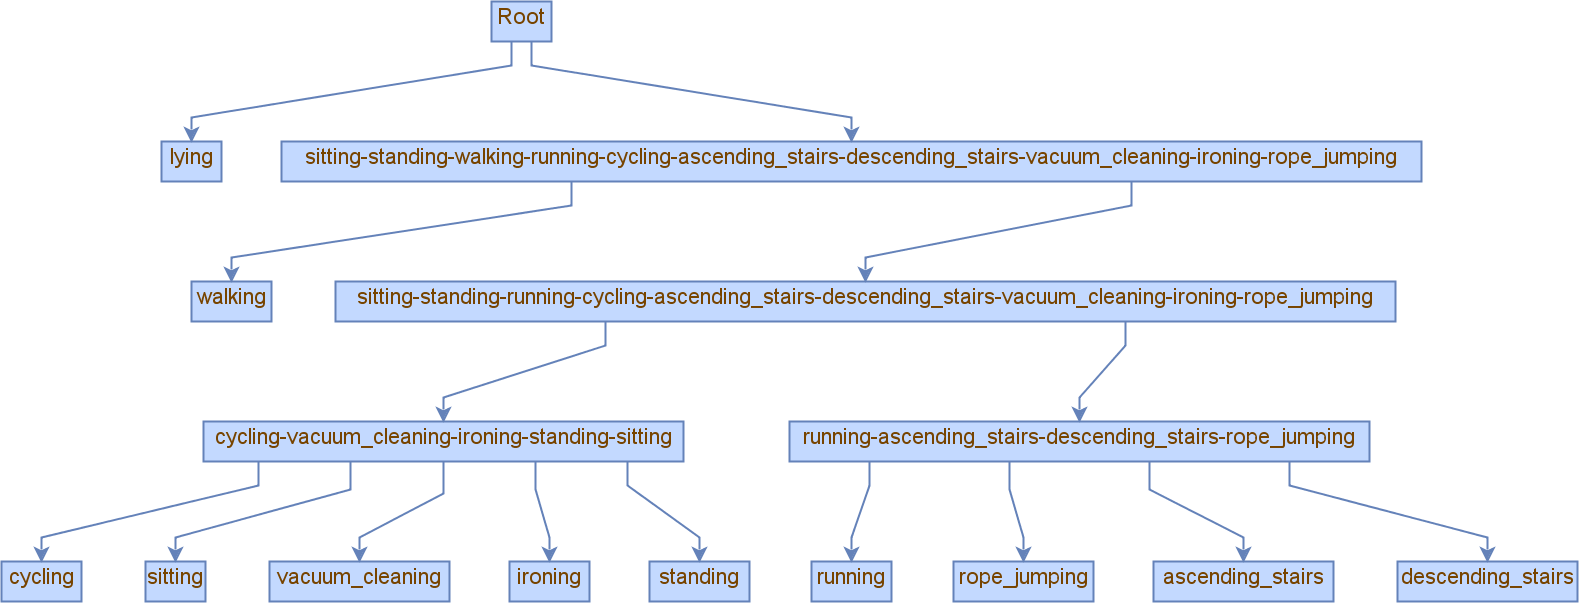 Root
lying
sitting-standing-walking-running-cycling-ascending_stairs-descending_stairs-vacuum_cleaning-ironing-rope_jumping
walking
sitting-standing-running-cycling-ascending_stairs-descending_stairs-vacuum_cleaning-ironing-rope_jumping
cycling-vacuum_cleaning-ironing-standing-sitting
running-ascending_stairs-descending_stairs-rope_jumping
cycling
sitting
vacuum_cleaning
ironing
standing
running
rope_jumping
ascending_stairs
descending_stairs